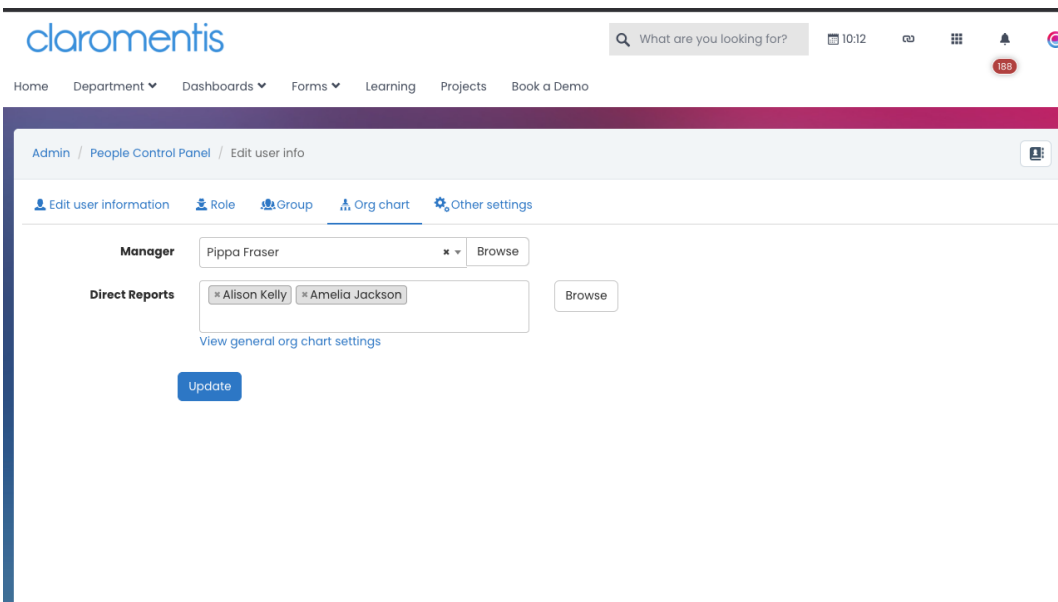 claromentis
What are you looking for?
10:12
188
Home Department Dashboards Forms Learning Projects Book a Demo
Admin / People Control Panel / Edit user info
Edit user information Role Group Org chart Other settings
Manager Pippa Fraser × Browse
Direct Reports × Alison Kelly × Amelia Jackson Browse
View general org chart settings
Update